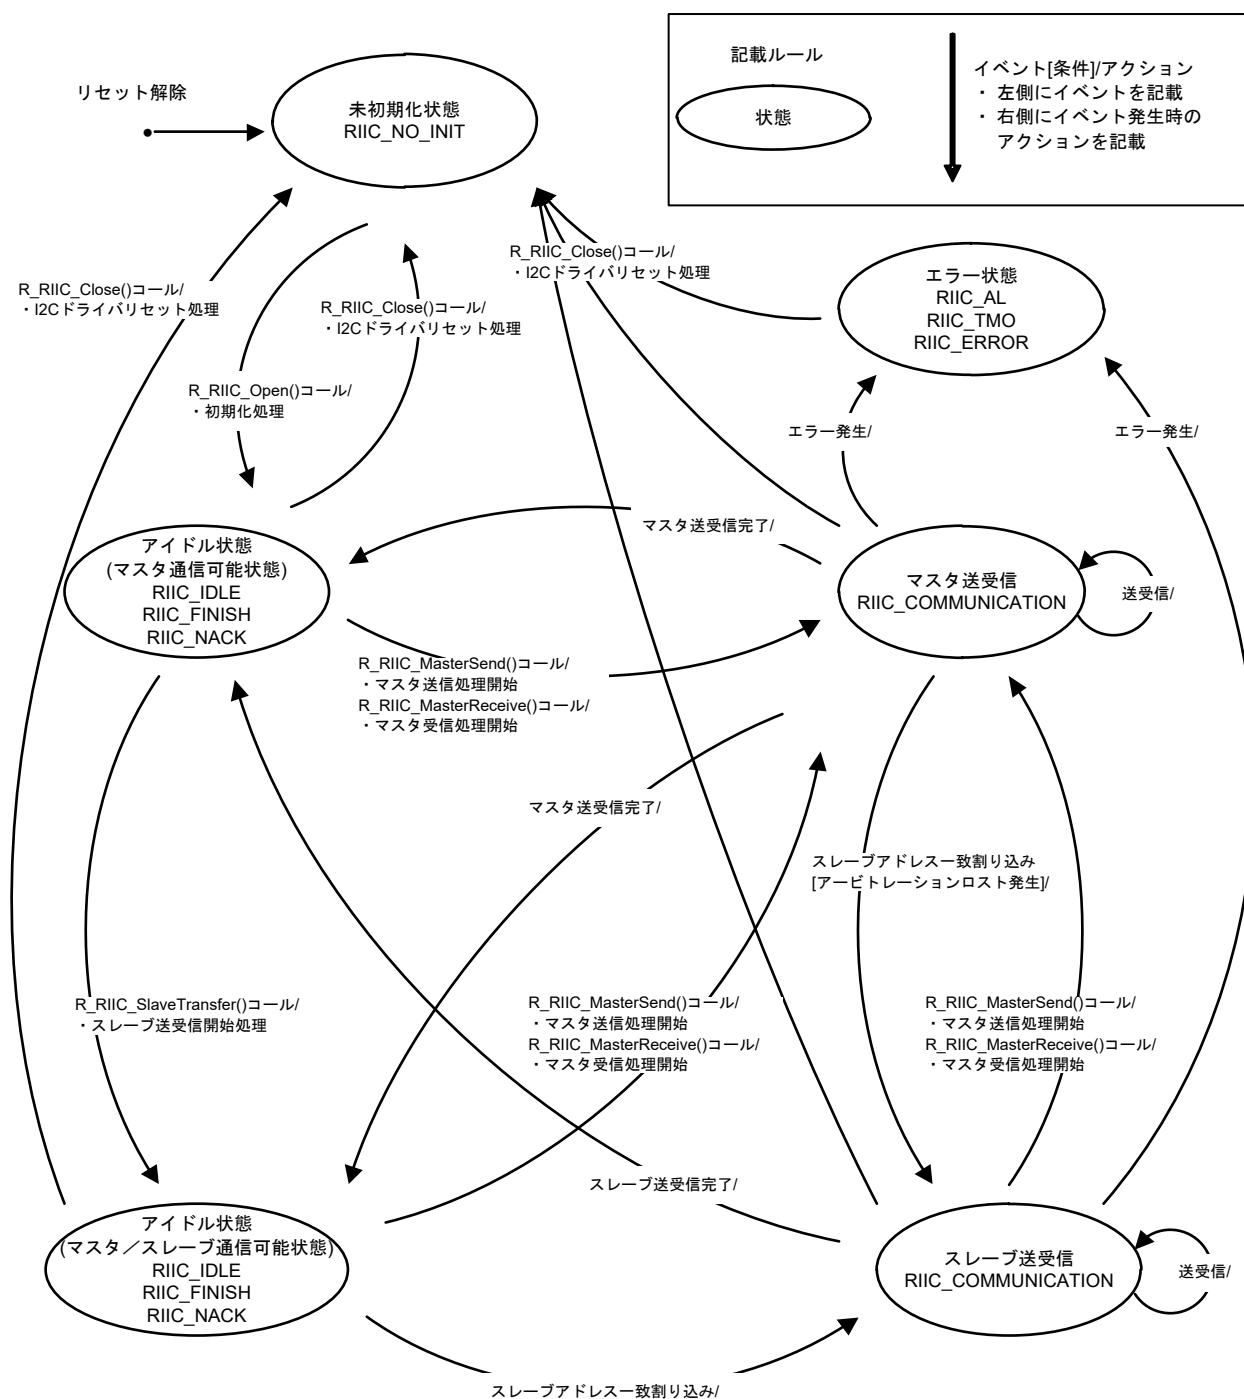 記載ルール
状態
イベント[条件]/アクション
・ 左側にイベントを記載
・ 右側にイベント発生時の
アクションを記載
リセット解除
未初期化状態
RIIC_NO_INIT
R_RIIC_Close()コール/
・I2Cドライバリセット処理
R_RIIC_Close()コール/
・I2Cドライバリセット処理
R_RIIC_Close()コール/
・I2Cドライバリセット処理
エラー状態
RIIC_AL
RIIC_TMO
RIIC_ERROR
R_RIIC_Open()コール/
・初期化処理
エラー発生/
エラー発生/
マスタ送受信完了/
アイドル状態
(マスタ通信可能状態)
RIIC_IDLE
RIIC_FINISH
RIIC_NACK
マスタ送受信
RIIC_COMMUNICATION
送受信/
R_RIIC_MasterSend()コール/
・マスタ送信処理開始
R_RIIC_MasterReceive()コール/
・マスタ受信処理開始
マスタ送受信完了/
スレーブアドレス一致割り込み
[アービトレーションロスト発生]/
R_RIIC_SlaveTransfer()コール/
・スレーブ送受信開始処理
R_RIIC_MasterSend()コール/
・マスタ送信処理開始
R_RIIC_MasterReceive()コール/
・マスタ受信処理開始
R_RIIC_MasterSend()コール/
・マスタ送信処理開始
R_RIIC_MasterReceive()コール/
・マスタ受信処理開始
スレーブ送受信完了/
アイドル状態
(マスタ／スレーブ通信可能状態)
RIIC_IDLE
RIIC_FINISH
RIIC_NACK
スレーブ送受信
RIIC_COMMUNICATION
送受信/
スレーブアドレス一致割り込み/